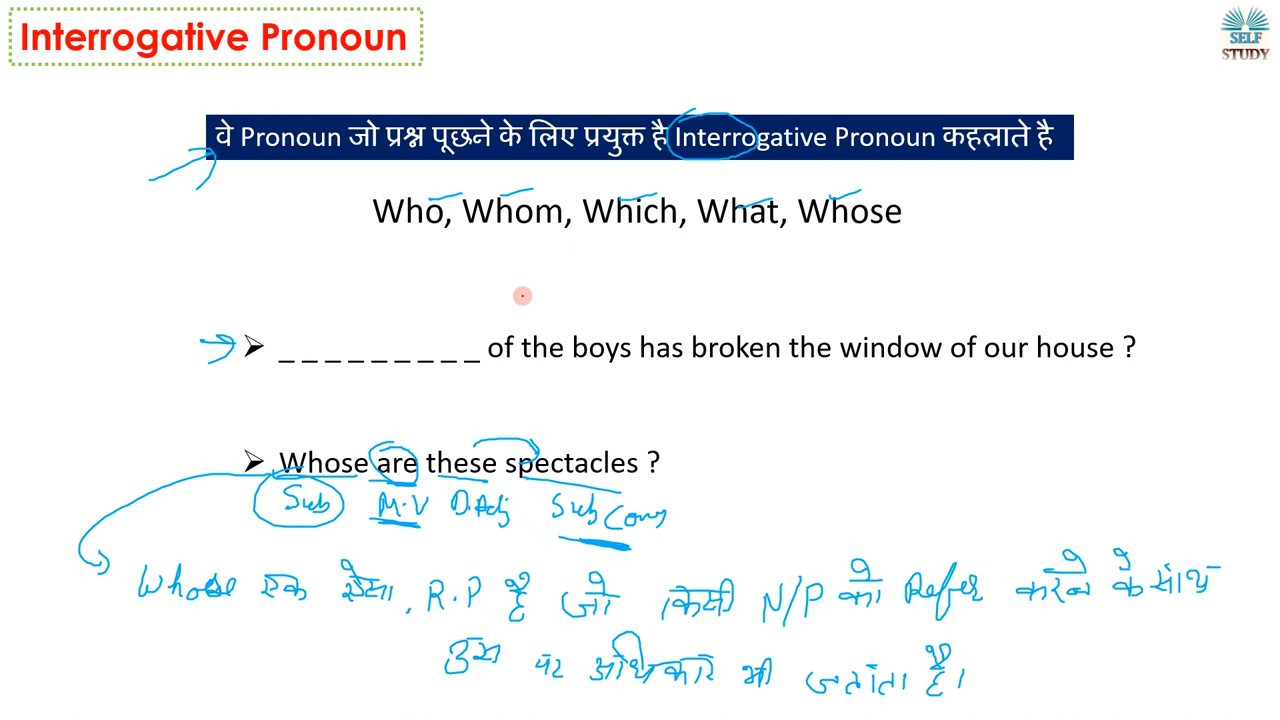 Interrogative Pronoun
SELF
STUDY
वे Pronoun जो प्रश्न पूछने के लिए प्रयुक्त है Interrogative Pronoun कहलाते है
Who, Whom, Which, What, Whose
➢ _ _ _ _ _ _ _ _ _ of the boys has broken the window of our house ?
➢ Whose are these spectacles ?
Sub M.V D.Adj Sub Com
Whose एक ऐसा R.P है जो किसी N/P को Refer करने के साथ
उस पर अधिकार भी जताता है।